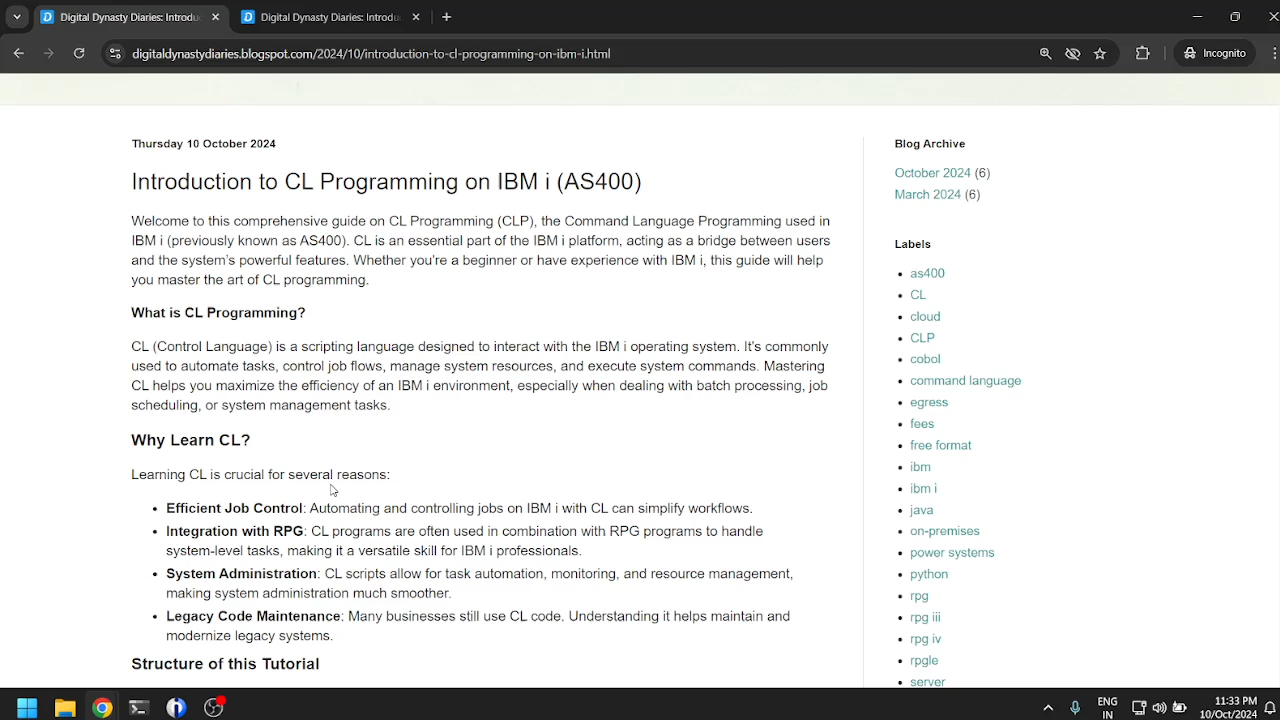 Digital Dynasty Diaries: Introdu
Digital Dynasty Diaries: Introdu
digitaldynastydiaries.blogspot.com/2024/10/introduction-to-cl-programming-on-ibm-i.html
Incognito
Thursday 10 October 2024
Introduction to CL Programming on IBM i (AS400)
Welcome to this comprehensive guide on CL Programming (CLP), the Command Language Programming used in
IBM i (previously known as AS400). CL is an essential part of the IBM i platform, acting as a bridge between users
and the system's powerful features. Whether you're a beginner or have experience with IBM i, this guide will help
you master the art of CL programming.
What is CL Programming?
CL (Control Language) is a scripting language designed to interact with the IBM i operating system. It's commonly
used to automate tasks, control job flows, manage system resources, and execute system commands. Mastering
CL helps you maximize the efficiency of an IBM i environment, especially when dealing with batch processing, job
scheduling, or system management tasks.
Why Learn CL?
Learning CL is crucial for several reasons:
Efficient Job Control: Automating and controlling jobs on IBM i with CL can simplify workflows.
Integration with RPG: CL programs are often used in combination with RPG programs to handle
system-level tasks, making it a versatile skill for IBM i professionals.
System Administration: CL scripts allow for task automation, monitoring, and resource management,
making system administration much smoother.
Legacy Code Maintenance: Many businesses still use CL code. Understanding it helps maintain and
modernize legacy systems.
Structure of this Tutorial
Blog Archive
October 2024 (6)
March 2024 (6)
Labels
as400
CL
cloud
CLP
cobol
command language
egress
fees
free format
ibm
ibm i
java
on-premises
power systems
python
rpg
rpg iii
rpg iv
rpgle
server
ENG
IN
11:33 PM
10/Oct/2024